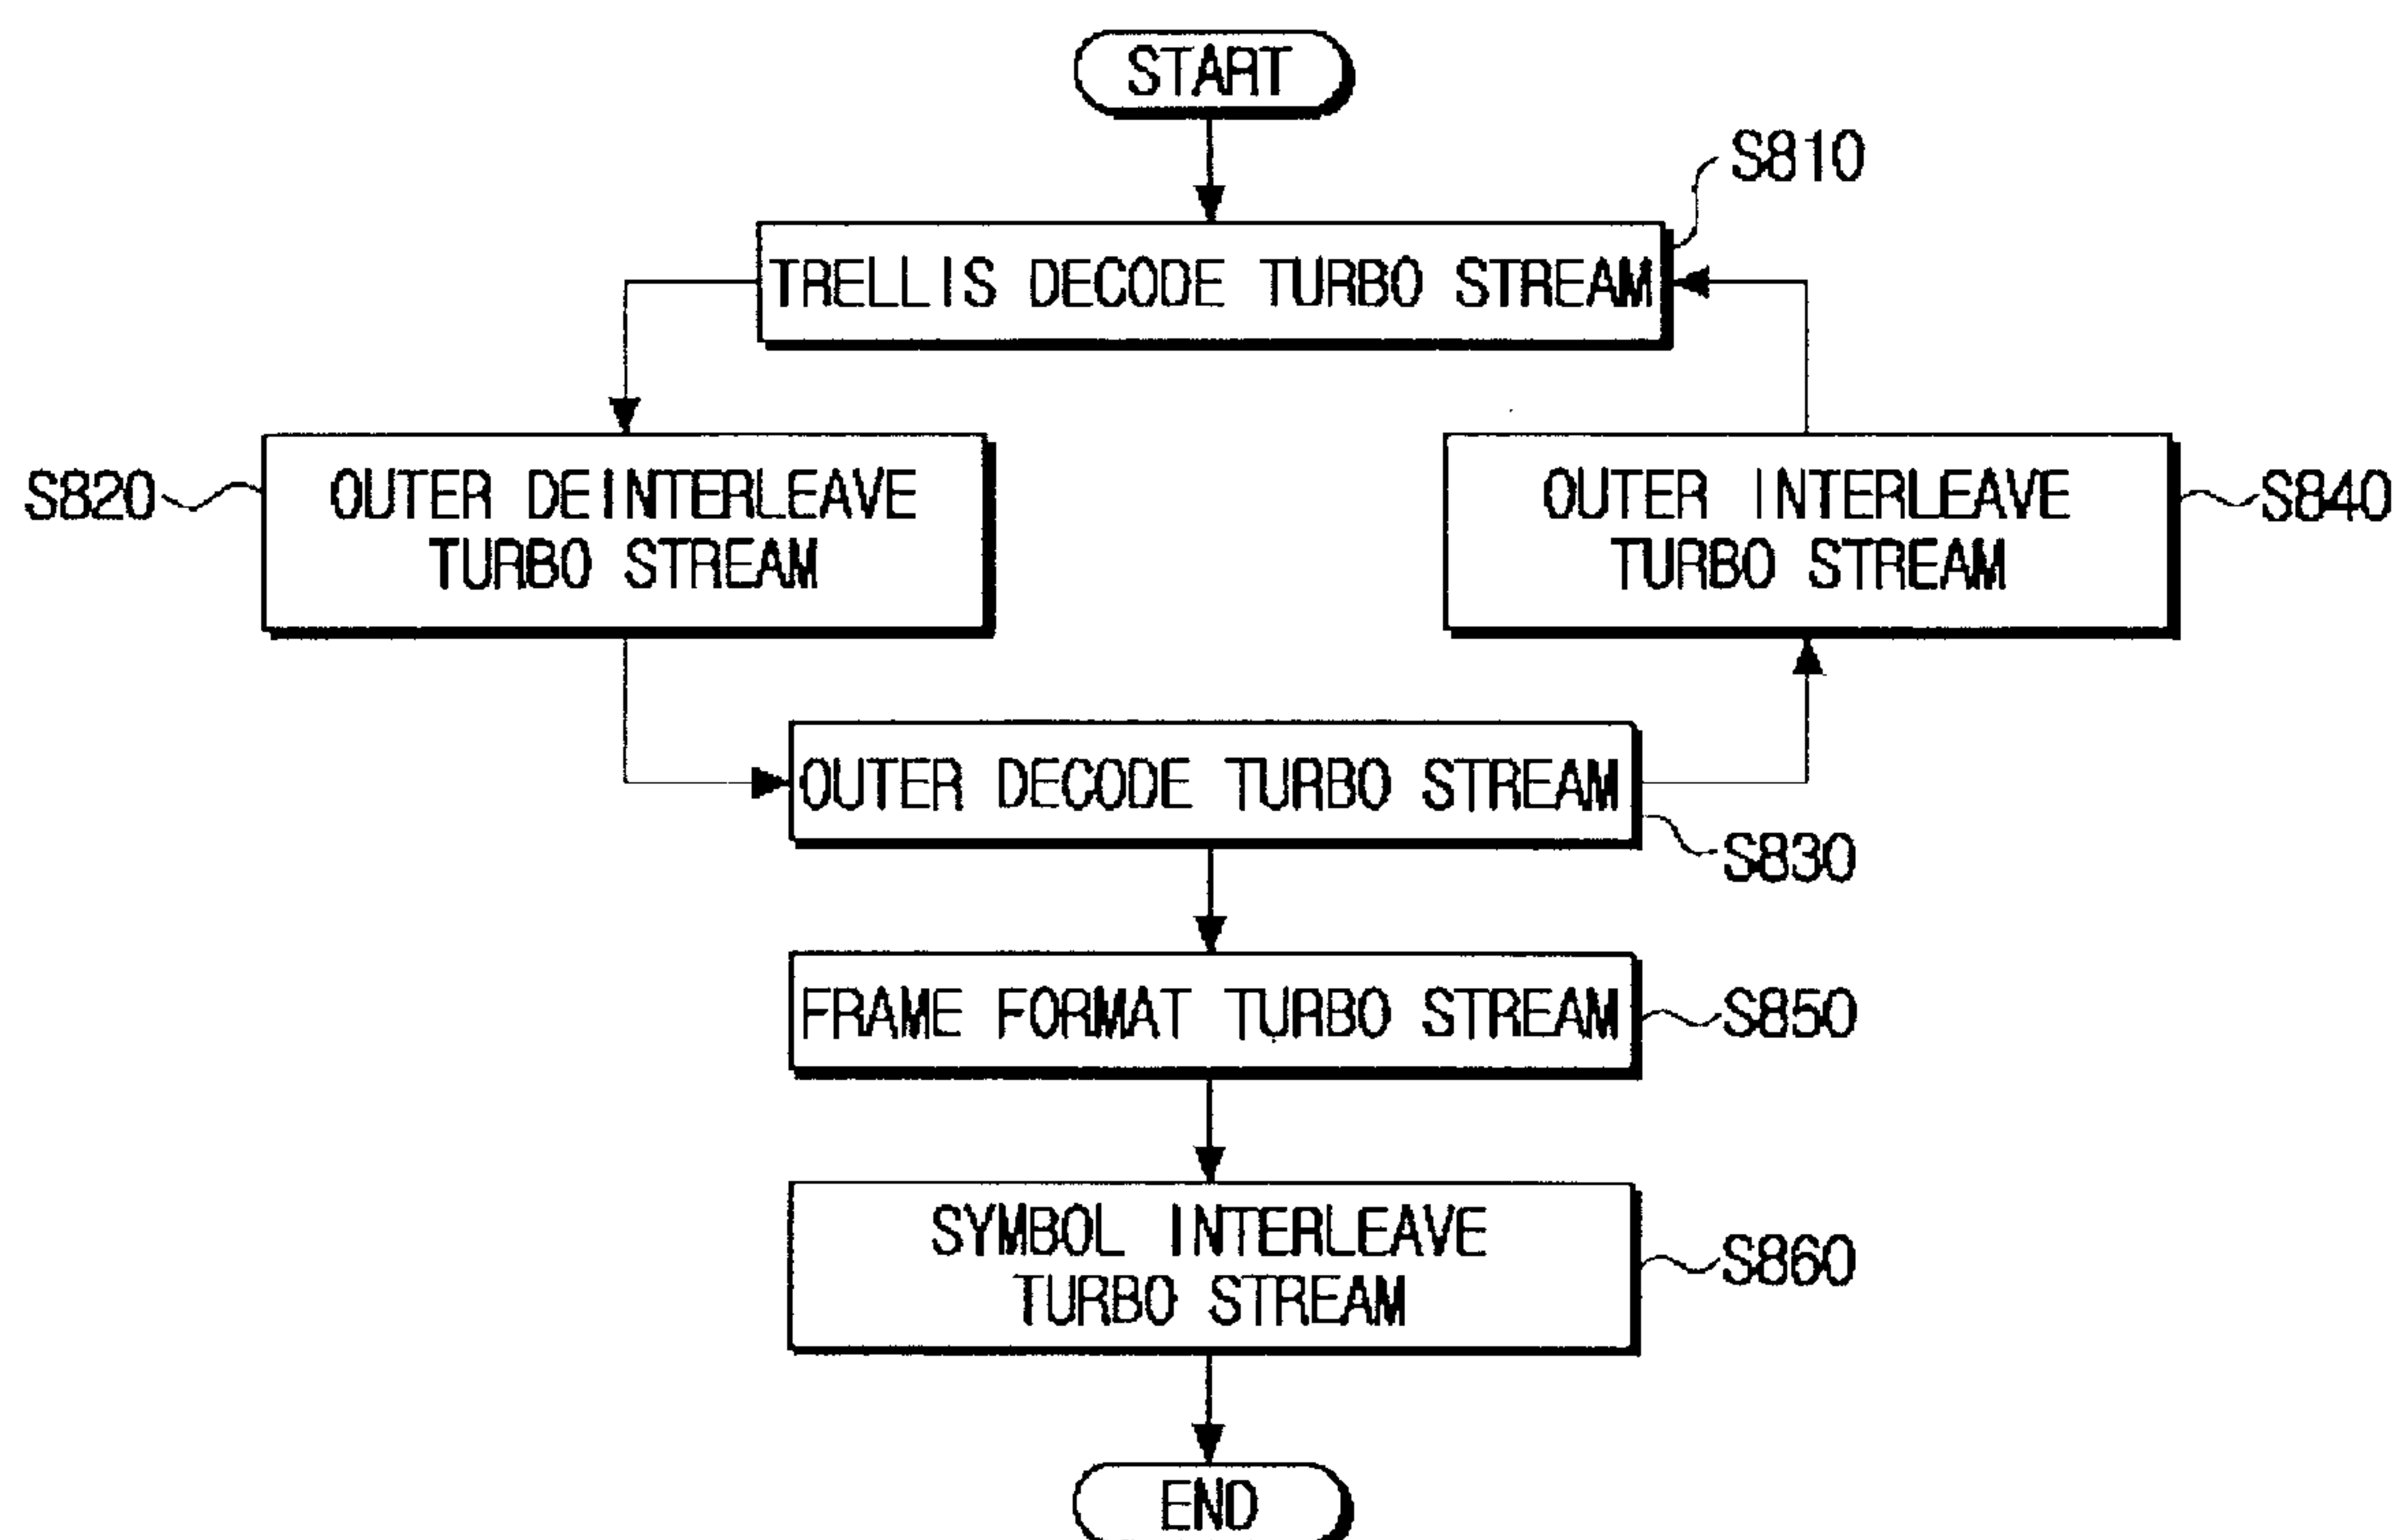 START
S810
TRELLIS DECODE TURBO STREAM
S820
OUTER DEINTERLEAVE
TURBO STREAM
OUTER INTERLEAVE
TURBO STREAM
S840
OUTER DECODE TURBO STREAM
S830
FRAME FORMAT TURBO STREAM
S850
SYMBOL INTERLEAVE
TURBO STREAM
S860
END